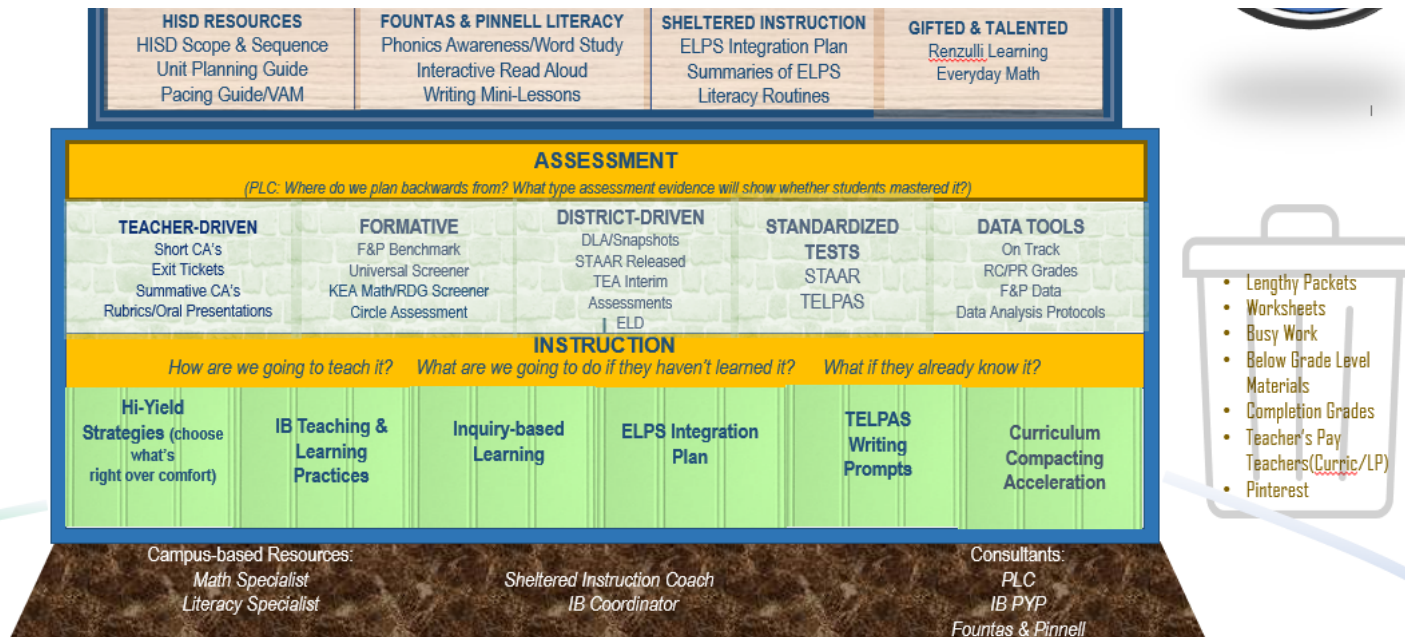 HISD RESOURCES
HISD Scope & Sequence
Unit Planning Guide
Pacing Guide/VAM
FOUNTAS & PINNELL LITERACY
Phonics Awareness/Word Study
Interactive Read Aloud
Writing Mini-Lessons
SHELTERED INSTRUCTION
ELPS Integration Plan
Summaries of ELPS
Literacy Routines
GIFTED & TALENTED
Renzulli Learning
Everyday Math
ASSESSMENT
(PLC: Where do we plan backwards from? What type assessment evidence will show whether students mastered it?)
TEACHER-DRIVEN
Short CA's
Exit Tickets
Summative CA's
Rubrics/Oral Presentations
FORMATIVE
F&P Benchmark
Universal Screener
KEA Math/RDG Screener
Circle Assessment
DISTRICT-DRIVEN
DLA/Snapshots
STAAR Released
TEA Interim
Assessments
ELD
STANDARDIZED
TESTS
STAAR
TELPAS
DATA TOOLS
On Track
RC/PR Grades
F&P Data
Data Analysis Protocols
INSTRUCTION
How are we going to teach it? What are we going to do if they haven't learned it? What if they already know it?
Hi-Yield
Strategies (choose
what's
right over comfort)
IB Teaching &
Learning
Practices
Inquiry-based
Learning
ELPS Integration
Plan
TELPAS
Writing
Prompts
Curriculum
Compacting
Acceleration
Campus-based Resources:
Math Specialist
Literacy Specialist
Sheltered Instruction Coach
IB Coordinator
Consultants:
PLC
IB PYP
Fountas & Pinnell
• Lengthy Packets
• Worksheets
• Busy Work
• Below Grade Level
Materials
• Completion Grades
• Teacher's Pay
Teachers(Curric/LP)
• Pinterest